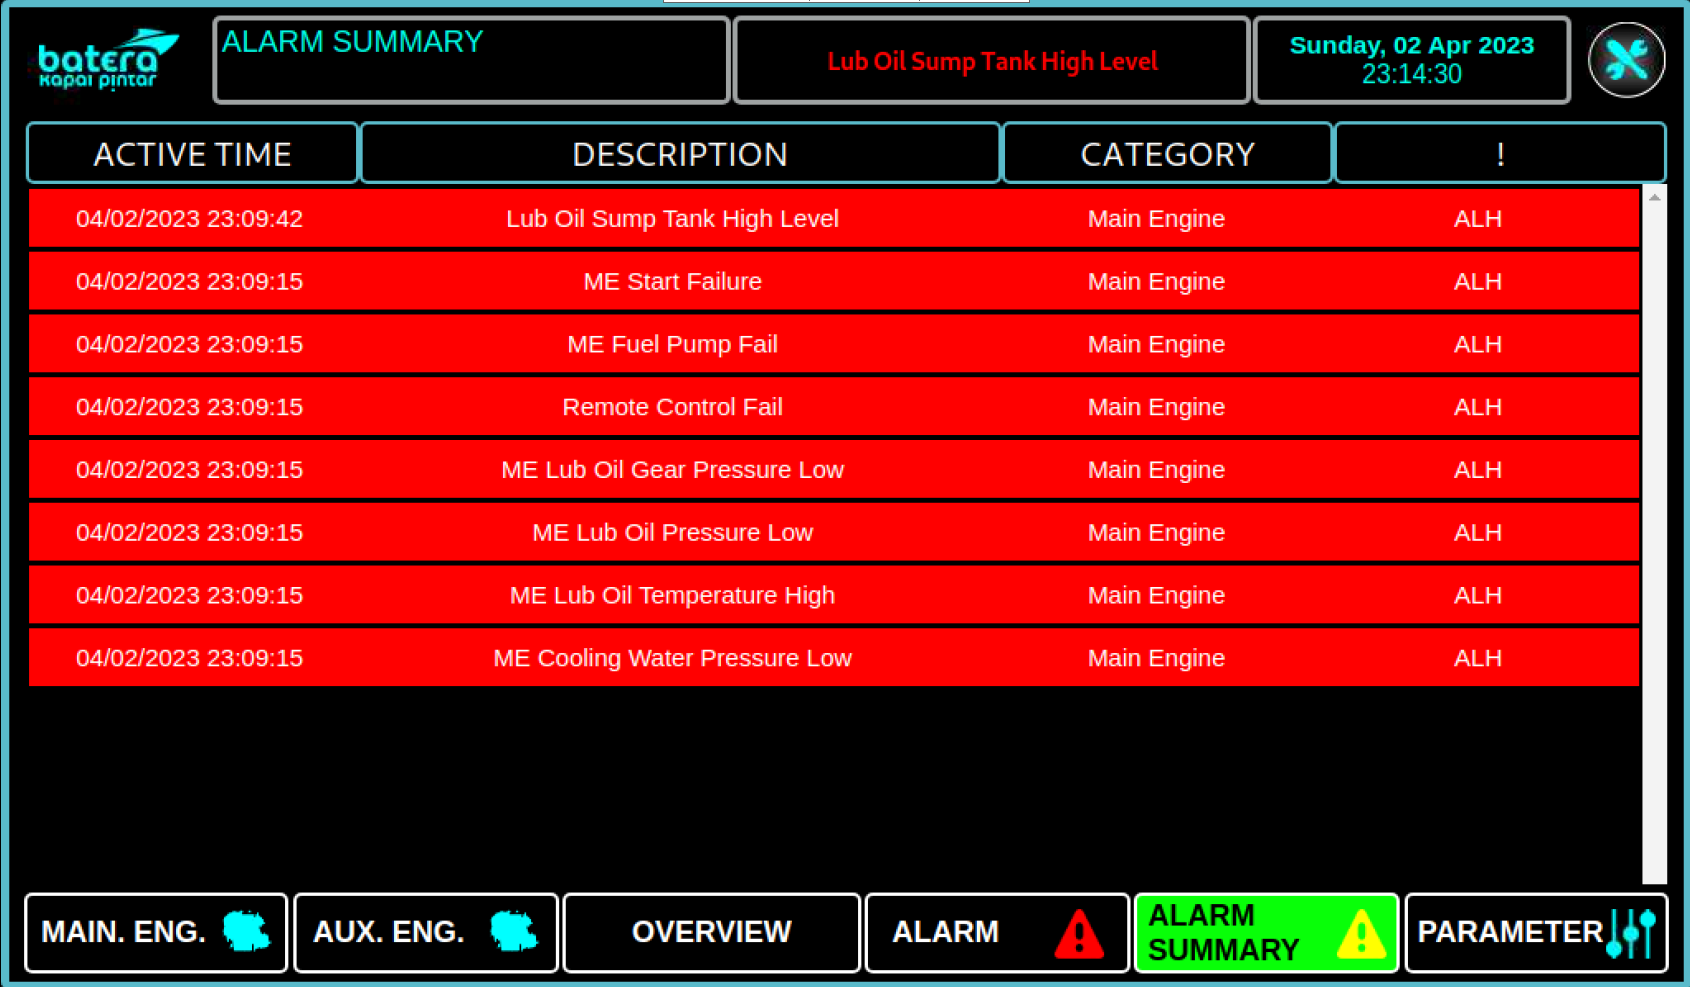 batera
kapal pintar
ALARM SUMMARY
Lub Oil Sump Tank High Level
Sunday, 02 Apr 2023
23:14:30
ACTIVE TIME DESCRIPTION CATEGORY !
04/02/2023 23:09:42 Lub Oil Sump Tank High Level Main Engine ALH
04/02/2023 23:09:15 ME Start Failure Main Engine ALH
04/02/2023 23:09:15 ME Fuel Pump Fail Main Engine ALH
04/02/2023 23:09:15 Remote Control Fail Main Engine ALH
04/02/2023 23:09:15 ME Lub Oil Gear Pressure Low Main Engine ALH
04/02/2023 23:09:15 ME Lub Oil Pressure Low Main Engine ALH
04/02/2023 23:09:15 ME Lub Oil Temperature High Main Engine ALH
04/02/2023 23:09:15 ME Cooling Water Pressure Low Main Engine ALH
MAIN. ENG.
AUX. ENG.
OVERVIEW
ALARM
ALARM
SUMMARY
PARAMETER